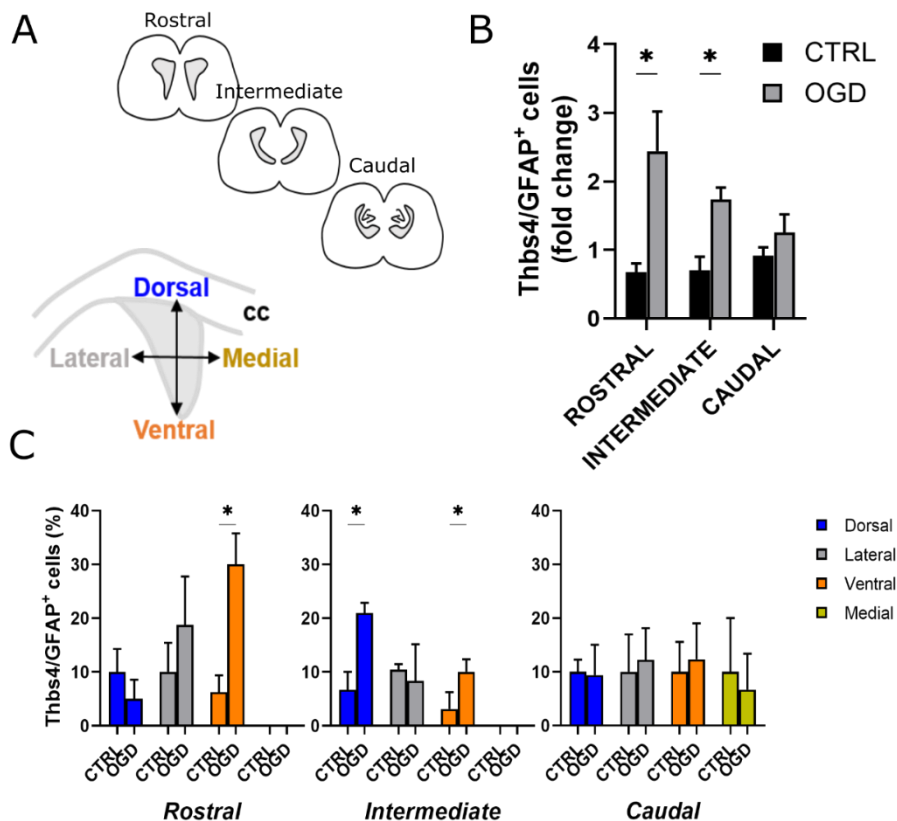 A
Rostral
Intermediate
Caudal
Dorsal
cc
Lateral
Medial
Ventral
B
Thbs4/GFAP+ cells
(fold change)
4
3
2
1
0
* *
CTRL
OGD
ROSTRAL
INTERMEDIATE
CAUDAL
C
Thbs4/GFAP+ cells (%)
40
30
20
10
0
*
CTRL OGD CTRL OGD CTRL OGD CTRL OGD
Rostral
40
30
20
10
0
* *
CTRL OGD CTRL OGD CTRL OGD CTRL OGD
Intermediate
40
30
20
10
0
CTRL OGD CTRL OGD CTRL OGD CTRL OGD
Caudal
Dorsal
Lateral
Ventral
Medial